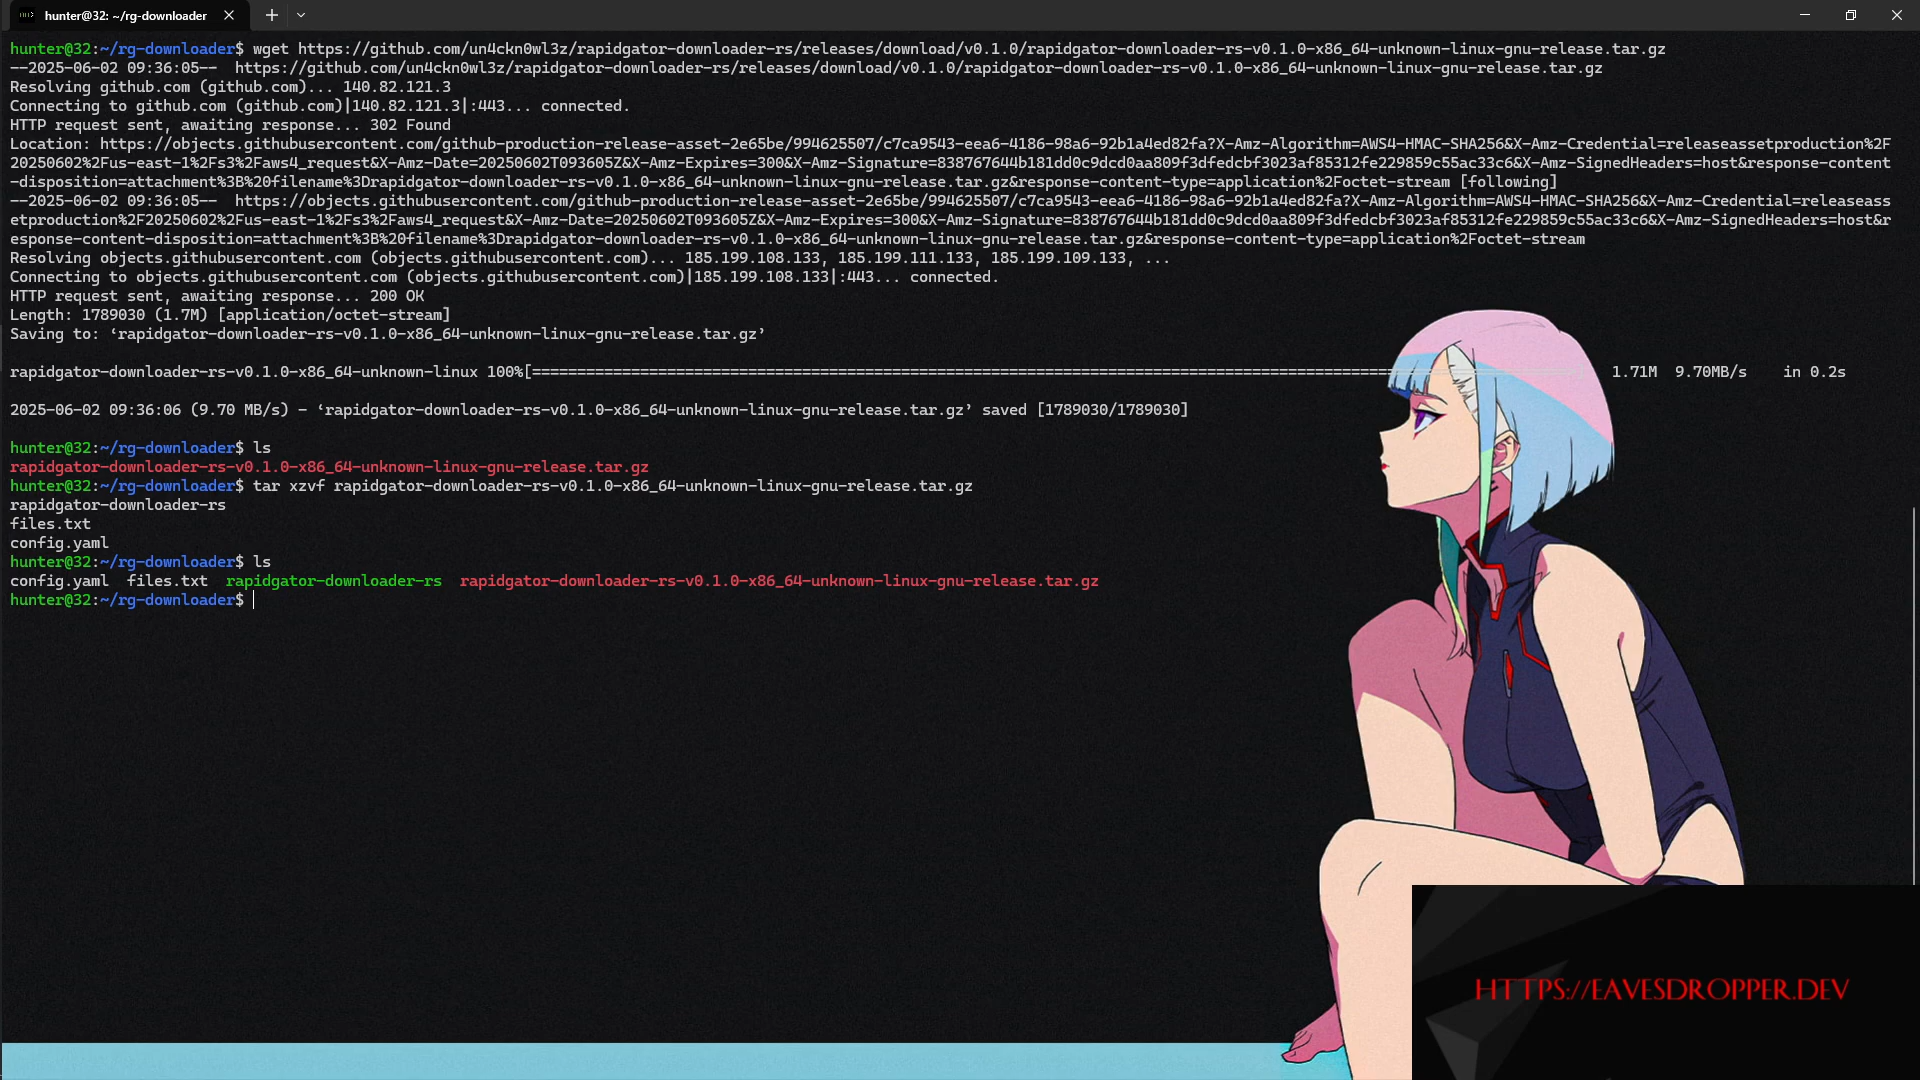 hunter@32: ~/rg-downloader
hunter@32:~/rg-downloader$ wget https://github.com/un4ckn0wl3z/rapidgator-downloader-rs/releases/download/v0.1.0/rapidgator-downloader-rs-v0.1.0-x86_64-unknown-linux-gnu-release.tar.gz
--2025-06-02 09:36:05--  https://github.com/un4ckn0wl3z/rapidgator-downloader-rs/releases/download/v0.1.0/rapidgator-downloader-rs-v0.1.0-x86_64-unknown-linux-gnu-release.tar.gz
Resolving github.com (github.com)... 140.82.121.3
Connecting to github.com (github.com)|140.82.121.3|:443... connected.
HTTP request sent, awaiting response... 302 Found
Location: https://objects.githubusercontent.com/github-production-release-asset-2e65be/994625507/c7ca9543-eea6-4186-98a6-92b1a4ed82fa?X-Amz-Algorithm=AWS4-HMAC-SHA256&X-Amz-Credential=releaseassetproduction%2F
20250602%2Fus-east-1%2Fs3%2Faws4_request&X-Amz-Date=20250602T093605Z&X-Amz-Expires=300&X-Amz-Signature=838767644b181dd0c9dcd0aa809f3dfedcbf3023af85312fe229859c55ac33c6&X-Amz-SignedHeaders=host&response-content
-disposition=attachment%3B%20filename%3Drapidgator-downloader-rs-v0.1.0-x86_64-unknown-linux-gnu-release.tar.gz&response-content-type=application%2Foctet-stream [following]
--2025-06-02 09:36:05--  https://objects.githubusercontent.com/github-production-release-asset-2e65be/994625507/c7ca9543-eea6-4186-98a6-92b1a4ed82fa?X-Amz-Algorithm=AWS4-HMAC-SHA256&X-Amz-Credential=releaseass
etproduction%2F20250602%2Fus-east-1%2Fs3%2Faws4_request&X-Amz-Date=20250602T093605Z&X-Amz-Expires=300&X-Amz-Signature=838767644b181dd0c9dcd0aa809f3dfedcbf3023af85312fe229859c55ac33c6&X-Amz-SignedHeaders=host&r
esponse-content-disposition=attachment%3B%20filename%3Drapidgator-downloader-rs-v0.1.0-x86_64-unknown-linux-gnu-release.tar.gz&response-content-type=application%2Foctet-stream
Resolving objects.githubusercontent.com (objects.githubusercontent.com)... 185.199.108.133, 185.199.111.133, 185.199.109.133, ...
Connecting to objects.githubusercontent.com (objects.githubusercontent.com)|185.199.108.133|:443... connected.
HTTP request sent, awaiting response... 200 OK
Length: 1789030 (1.7M) [application/octet-stream]
Saving to: ‘rapidgator-downloader-rs-v0.1.0-x86_64-unknown-linux-gnu-release.tar.gz’
rapidgator-downloader-rs-v0.1.0-x86_64-unknown-linux 100%[=====================================================================================================================>]   1.71M  9.70MB/s    in 0.2s
2025-06-02 09:36:06 (9.70 MB/s) - ‘rapidgator-downloader-rs-v0.1.0-x86_64-unknown-linux-gnu-release.tar.gz’ saved [1789030/1789030]
hunter@32:~/rg-downloader$ ls
rapidgator-downloader-rs-v0.1.0-x86_64-unknown-linux-gnu-release.tar.gz
hunter@32:~/rg-downloader$ tar xzvf rapidgator-downloader-rs-v0.1.0-x86_64-unknown-linux-gnu-release.tar.gz
rapidgator-downloader-rs
files.txt
config.yaml
hunter@32:~/rg-downloader$ ls
config.yaml  files.txt  rapidgator-downloader-rs  rapidgator-downloader-rs-v0.1.0-x86_64-unknown-linux-gnu-release.tar.gz
hunter@32:~/rg-downloader$
HTTPS://EAVESDROPPER.DEV